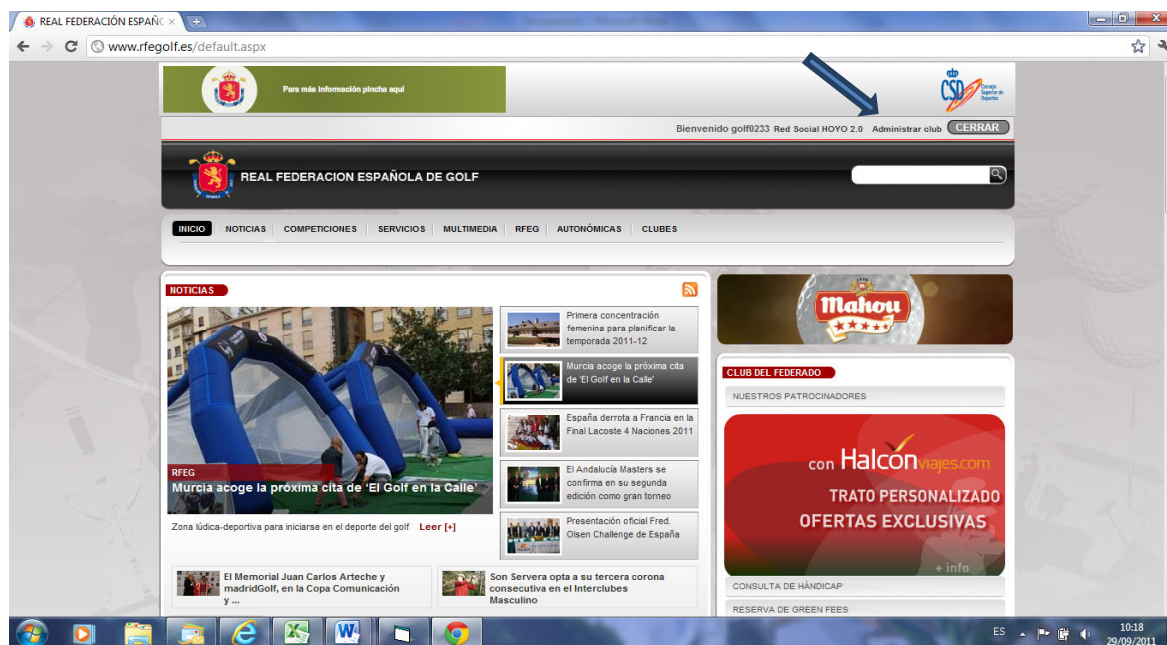 REAL FEDERACIÓN ESPAÑ
www.rfegolf.es/default.aspx
Para más información pinche aquí
CSD Consejo Superior de Deportes
Bienvenido golf0233 Red Social HOYO 2.0 Administrar club CERRAR
REAL FEDERACION ESPAÑOLA DE GOLF
INICIO NOTICIAS COMPETICIONES SERVICIOS MULTIMEDIA RFEG AUTONÓMICAS CLUBES
NOTICIAS
RFEG
Murcia acoge la próxima cita de 'El Golf en la Calle'
Zona lúdica-deportiva para iniciarse en el deporte del golf Leer [+]
Primera concentración
femenina para planificar la
temporada 2011-12
Murcia acoge la próxima cita
de 'El Golf en la Calle'
España derrota a Francia en la
Final Lacoste 4 Naciones 2011
El Andalucía Masters se
confirma en su segunda
edición como gran torneo
Presentación oficial Fred.
Olsen Challenge de España
El Memorial Juan Carlos Arteche y
madridGolf, en la Copa Comunicación
y ...
Son Servera opta a su tercera corona
consecutiva en el Interclubes
Masculino
Mahou
CLUB DEL FEDERADO
NUESTROS PATROCINADORES
con Halcónviajes.com
TRATO PERSONALIZADO
OFERTAS EXCLUSIVAS
+ info
CONSULTA DE HÁNDICAP
RESERVA DE GREEN FEES
ES
10:18
29/09/2011